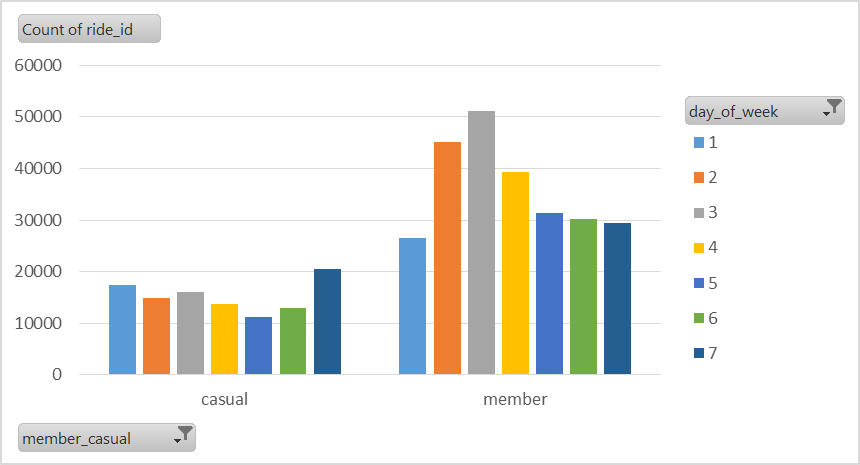 Count of ride_id
60000
50000
40000
30000
20000
10000
0
casual
member
day_of_week
1
2
3
4
5
6
7
member_casual